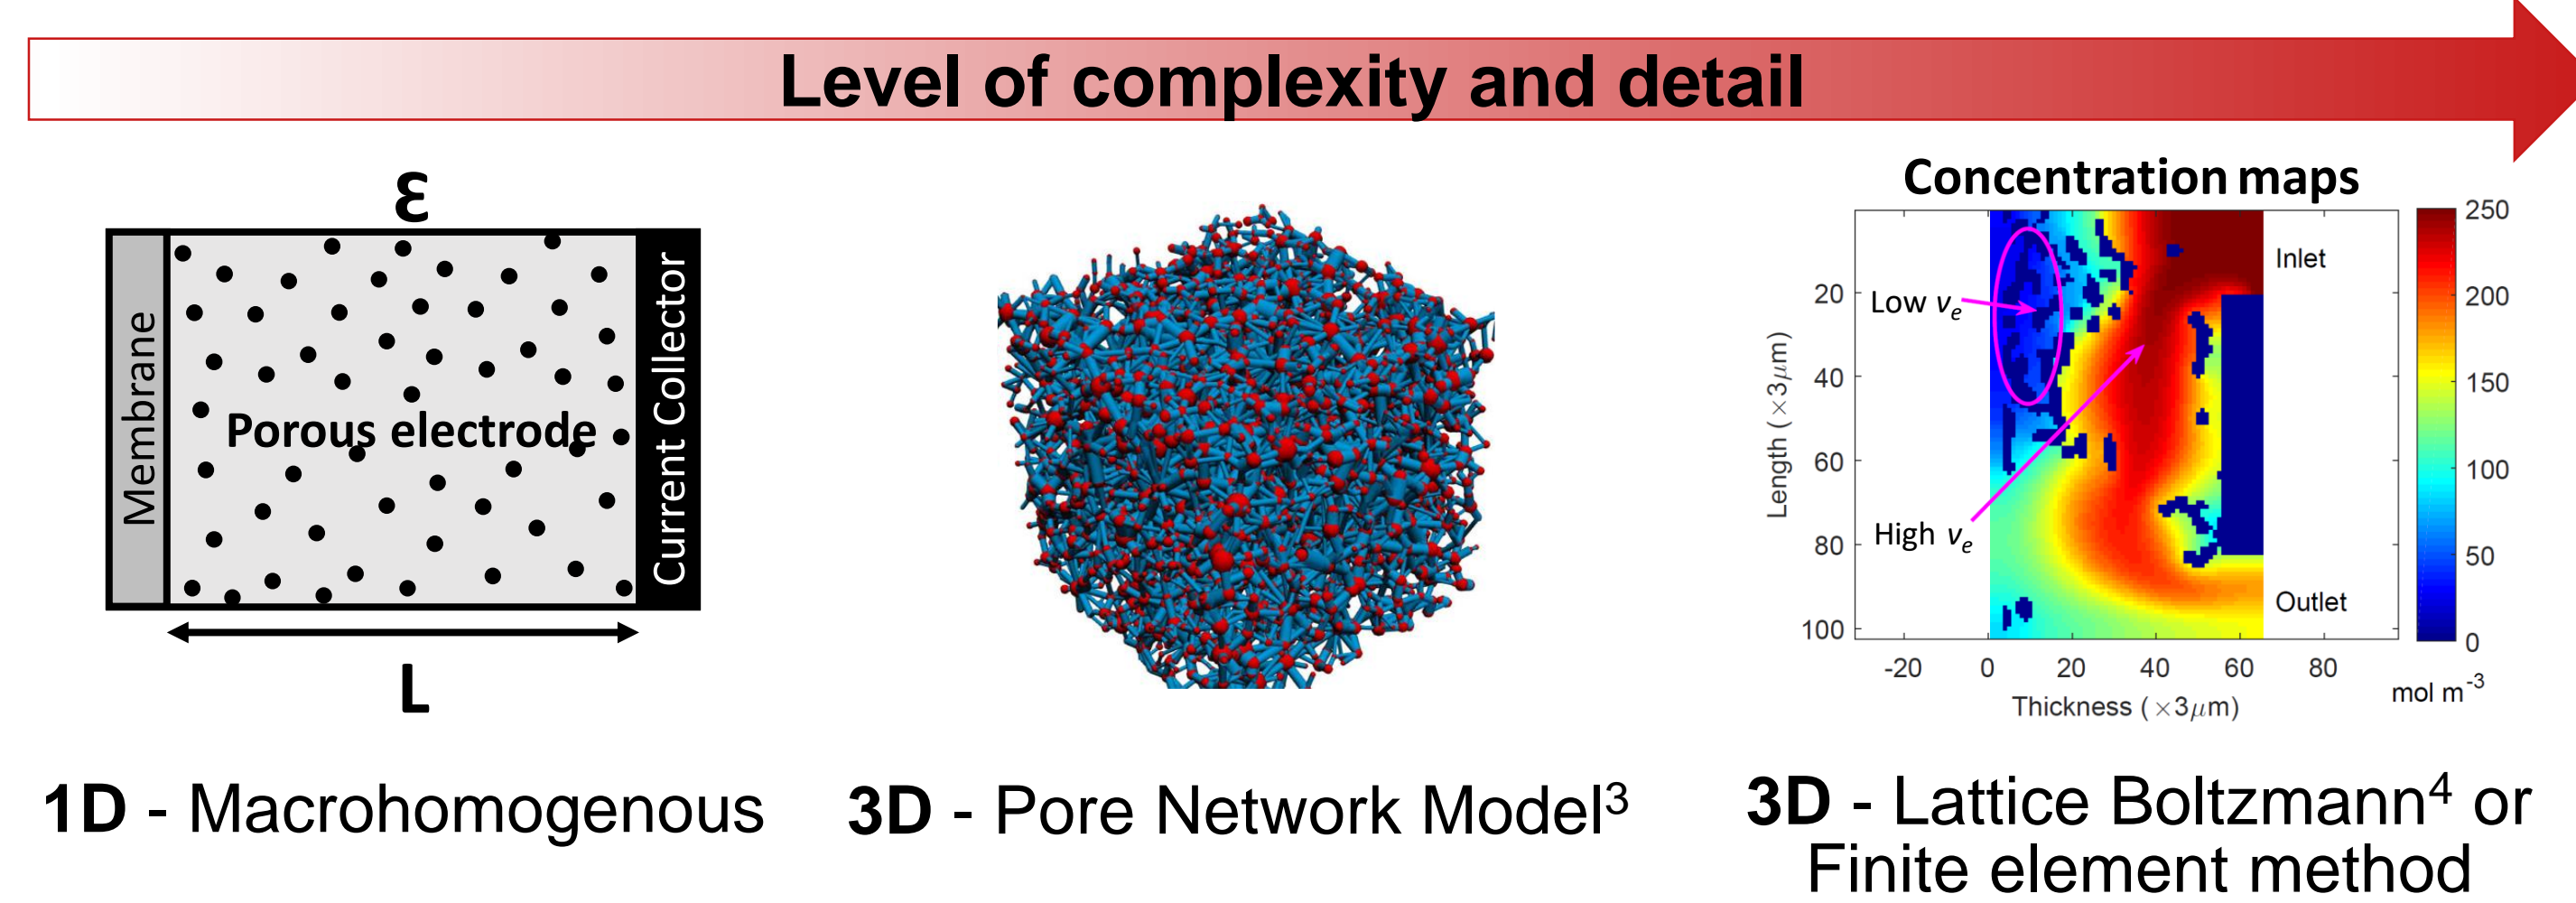 Level of complexity and detail
ε
Membrane
Porous electrode
Current Collector
L
Concentration maps
250
200
150
100
50
0
mol m⁻³
20
40
60
80
100
Length (×3μm)
-20 0 20 40 60 80
Thickness (×3μm)
Low vₑ
High vₑ
Inlet
Outlet
1D - Macrohomogenous
3D - Pore Network Model³
3D - Lattice Boltzmann⁴ or
Finite element method